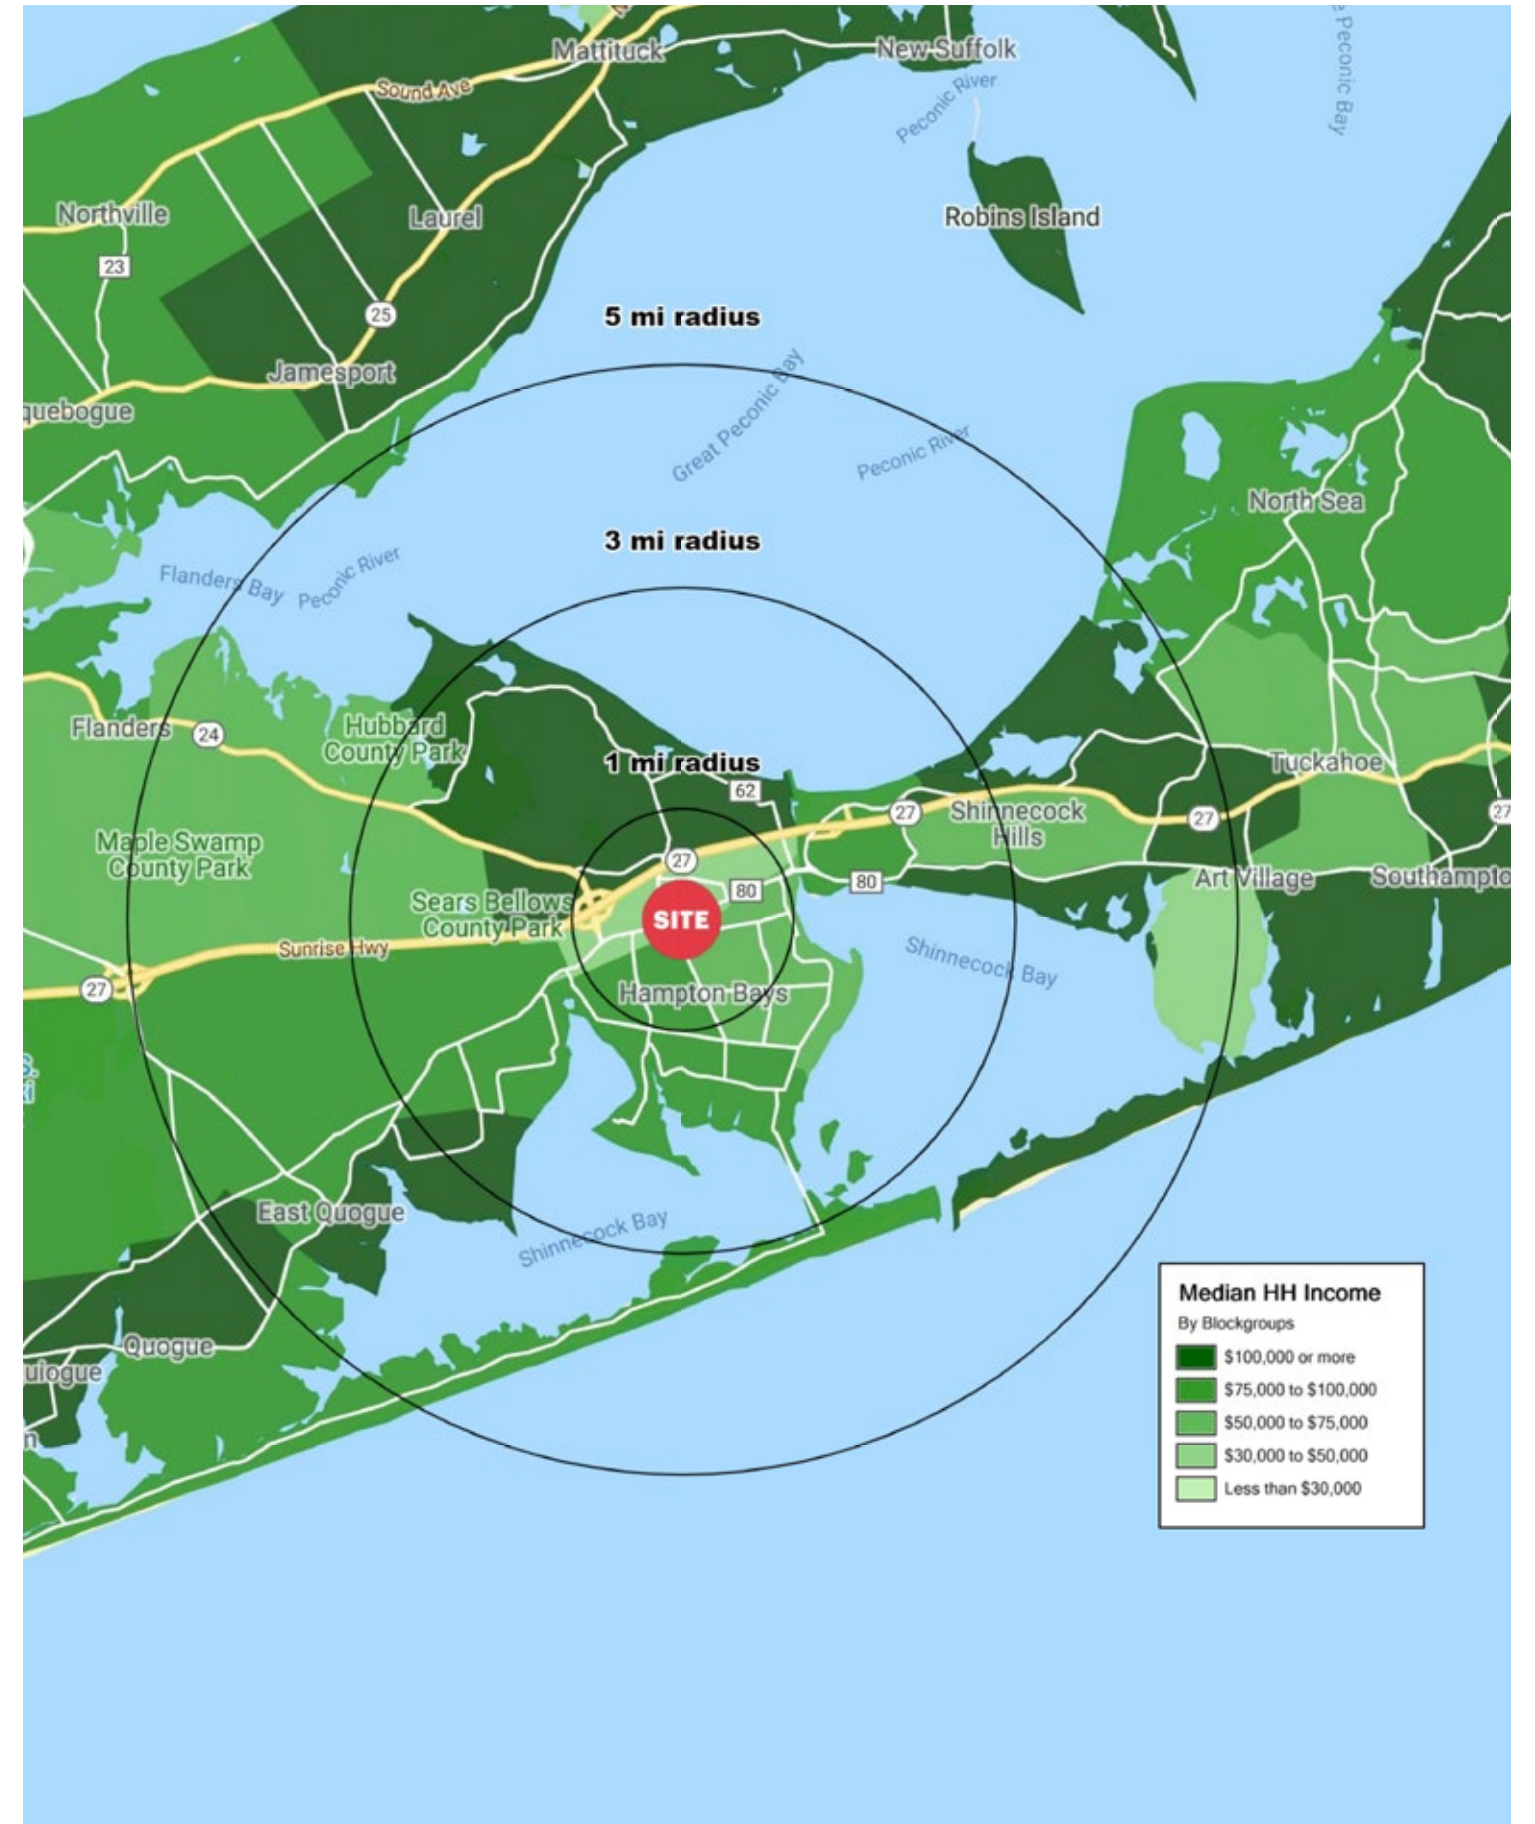 Mattituck
New Suffolk
Sound Ave
Peconic River
Peconic Bay
Northville
Laurel
Robins Island
23
25
5 mi radius
Jamesport
quebogue
Great Peconic Bay
Peconic River
North Sea
3 mi radius
Flanders Bay
Peconic River
Flanders
24
Hubbard
County Park
1 mi radius
62
Tuckahoe
27
Shinnecock
Hills
27
27
Maple Swamp
County Park
27
80
80
Art Village
Southampto
Sears Bellows
County Park
SITE
Sunrise Hwy
Shinnecock Bay
27
Hampton Bays
East Quogue
Shinnecock Bay
Quogue
Median HH Income
By Blockgroups
$100,000 or more
$75,000 to $100,000
$50,000 to $75,000
$30,000 to $50,000
Less than $30,000